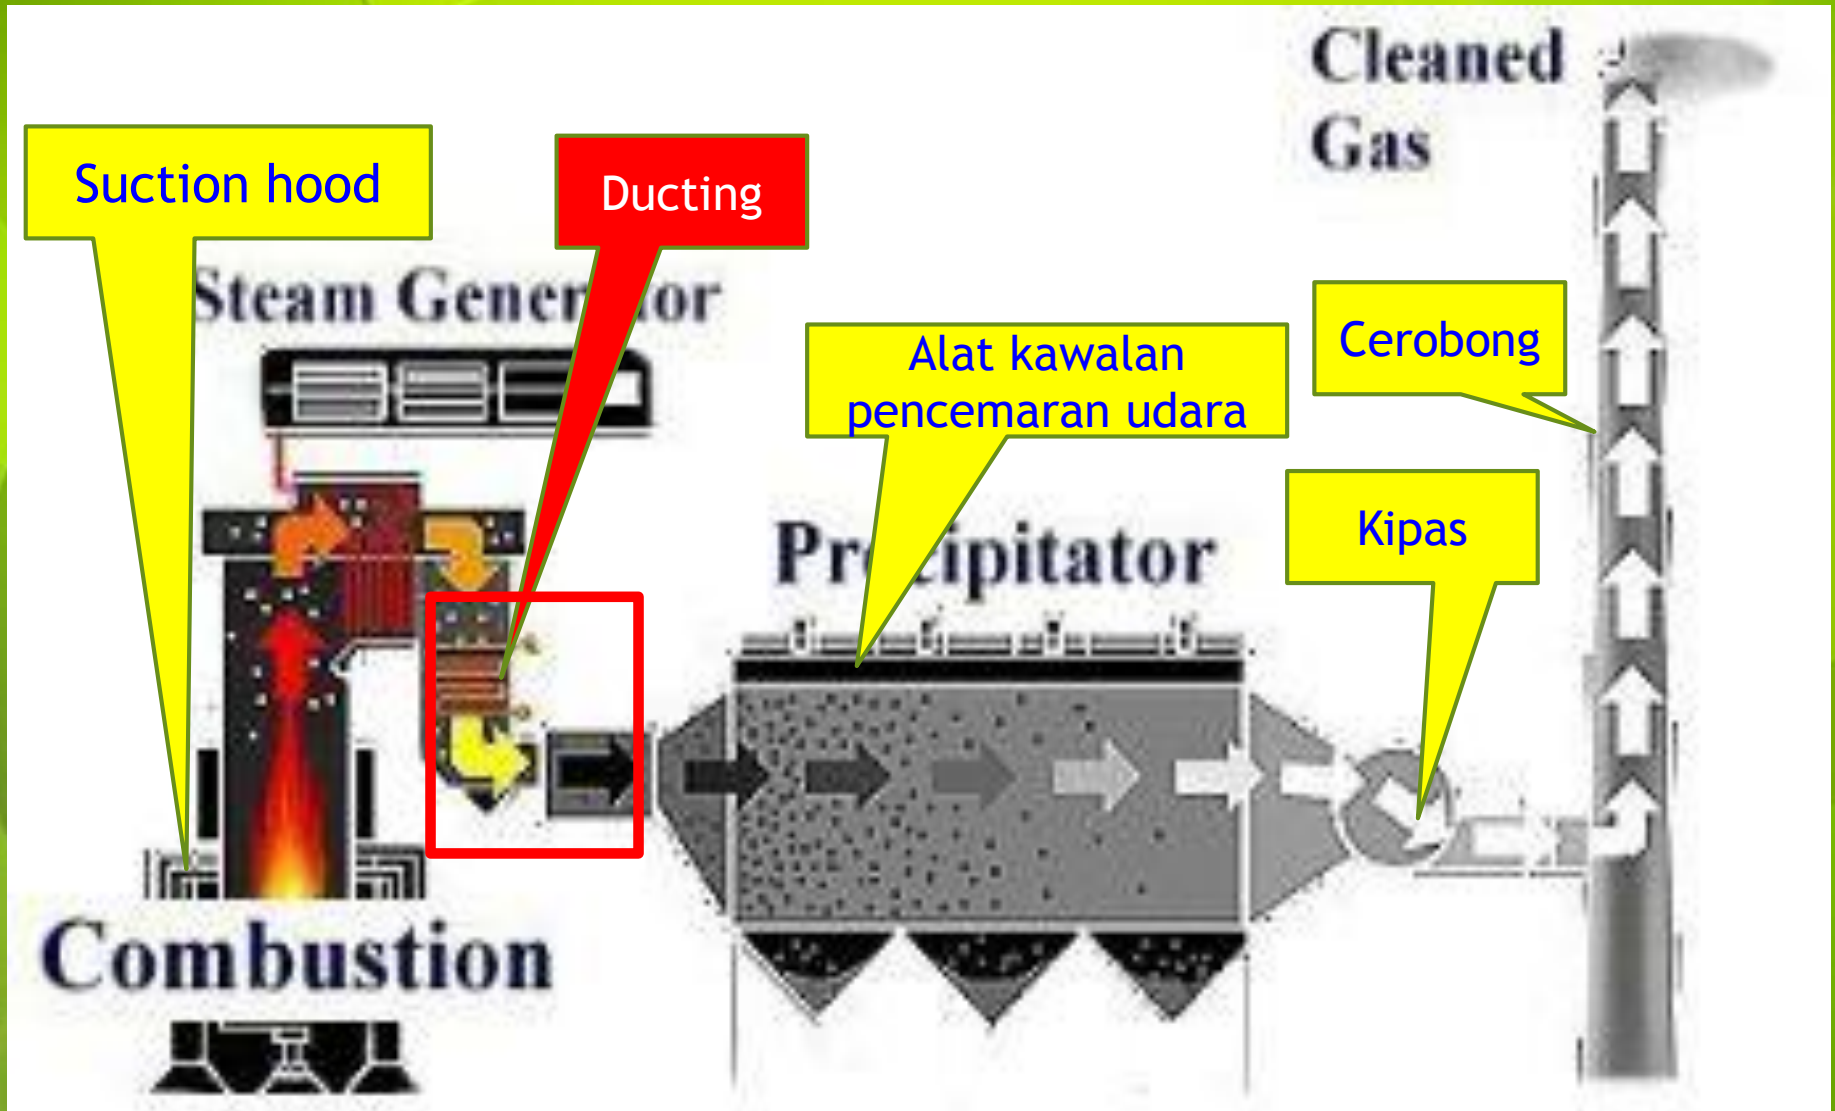 Cleaned
Gas
Suction hood
Ducting
Steam Generator
Alat kawalan
pencemaran udara
Cerobong
Kipas
Precipitator
Combustion